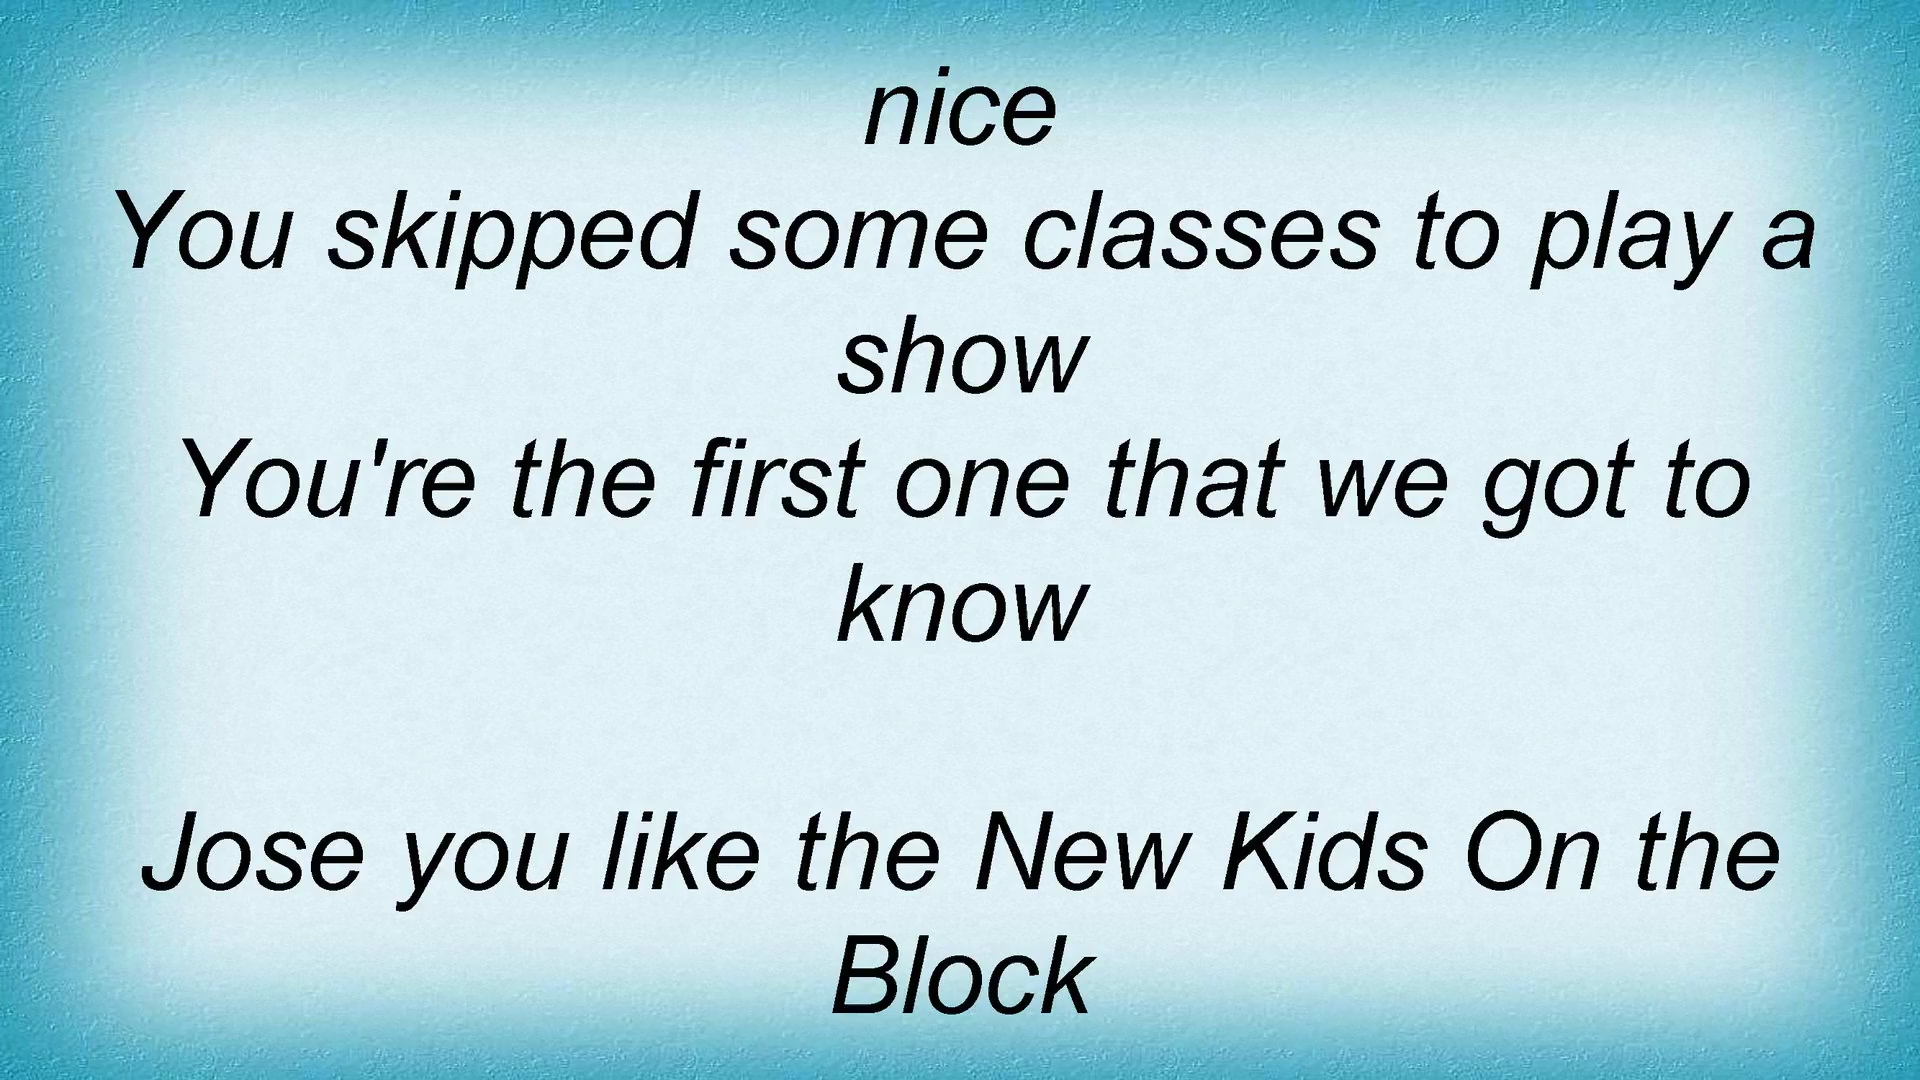 nice
You skipped some classes to play a
show
You're the first one that we got to
know
Jose you like the New Kids On the
Block